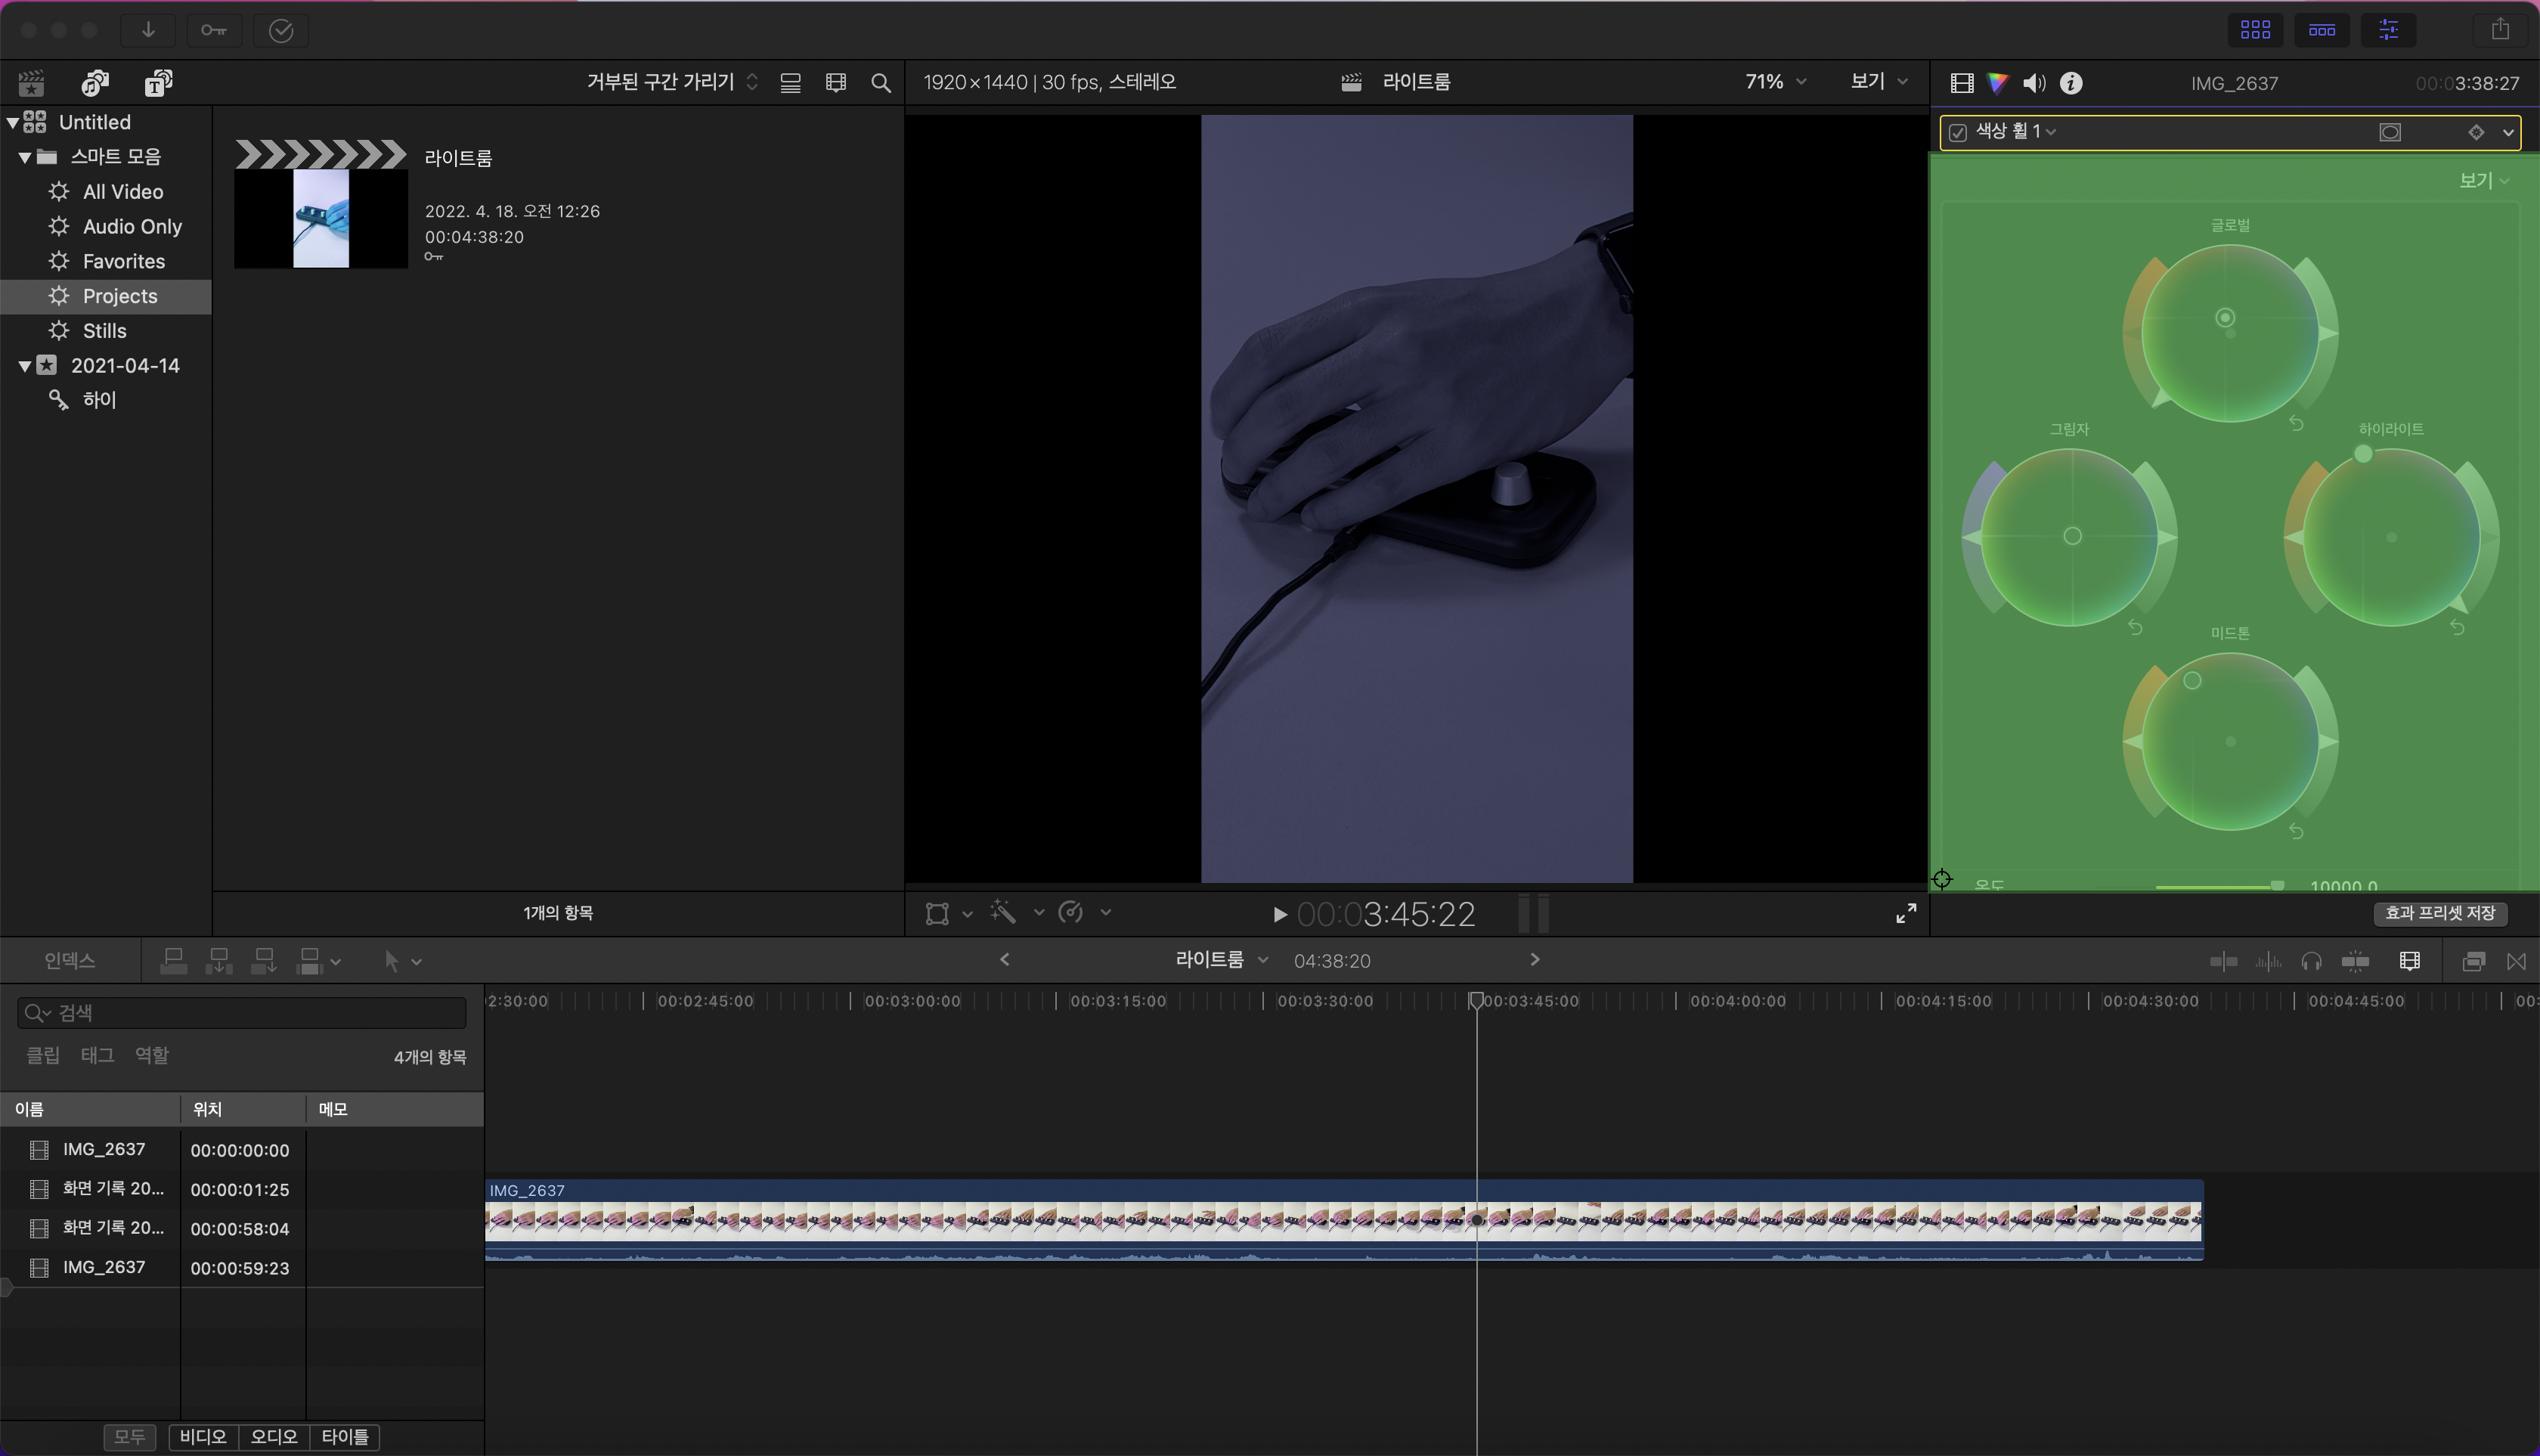 거부된 구간 가리기
1920×1440 | 30 fps, 스테레오
라이트룸
71%
보기
IMG_2637
00:03:38:27
Untitled
스마트 모음
All Video
Audio Only
Favorites
Projects
Stills
2021-04-14
하이
라이트룸
2022. 4. 18. 오전 12:26
00:04:38:20
1개의 항목
00:03:45:22
색상 휠 1
보기
글로벌
그림자
하이라이트
미드톤
온도
10000.0
효과 프리셋 저장
인덱스
라이트룸
04:38:20
검색
클립 태그 역할
4개의 항목
이름 위치 메모
IMG_2637 00:00:00:00
화면 기록 20... 00:00:01:25
화면 기록 20... 00:00:58:04
IMG_2637 00:00:59:23
모두 비디오 오디오 타이틀
2:30:00 00:02:45:00 00:03:00:00 00:03:15:00 00:03:30:00 00:03:45:00 00:04:00:00 00:04:15:00 00:04:30:00 00:04:45:00 00:
IMG_2637